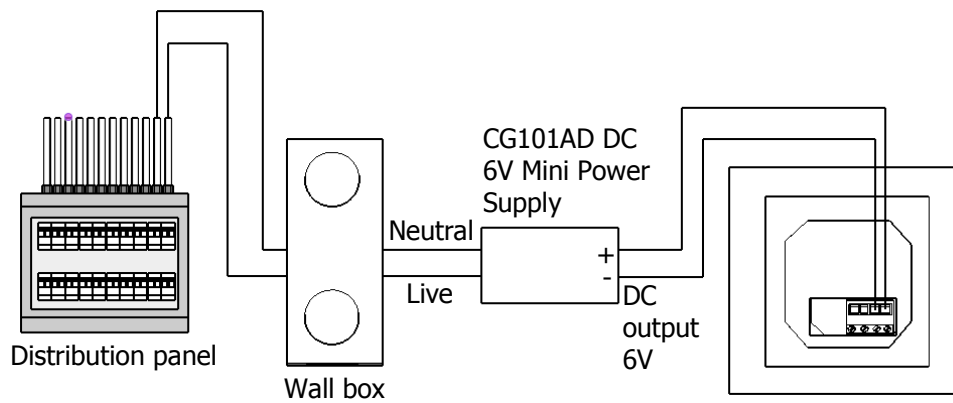 CG101AD DC
6V Mini Power
Supply
Neutral
+
-
Live
DC
output
6V
Distribution panel
Wall box